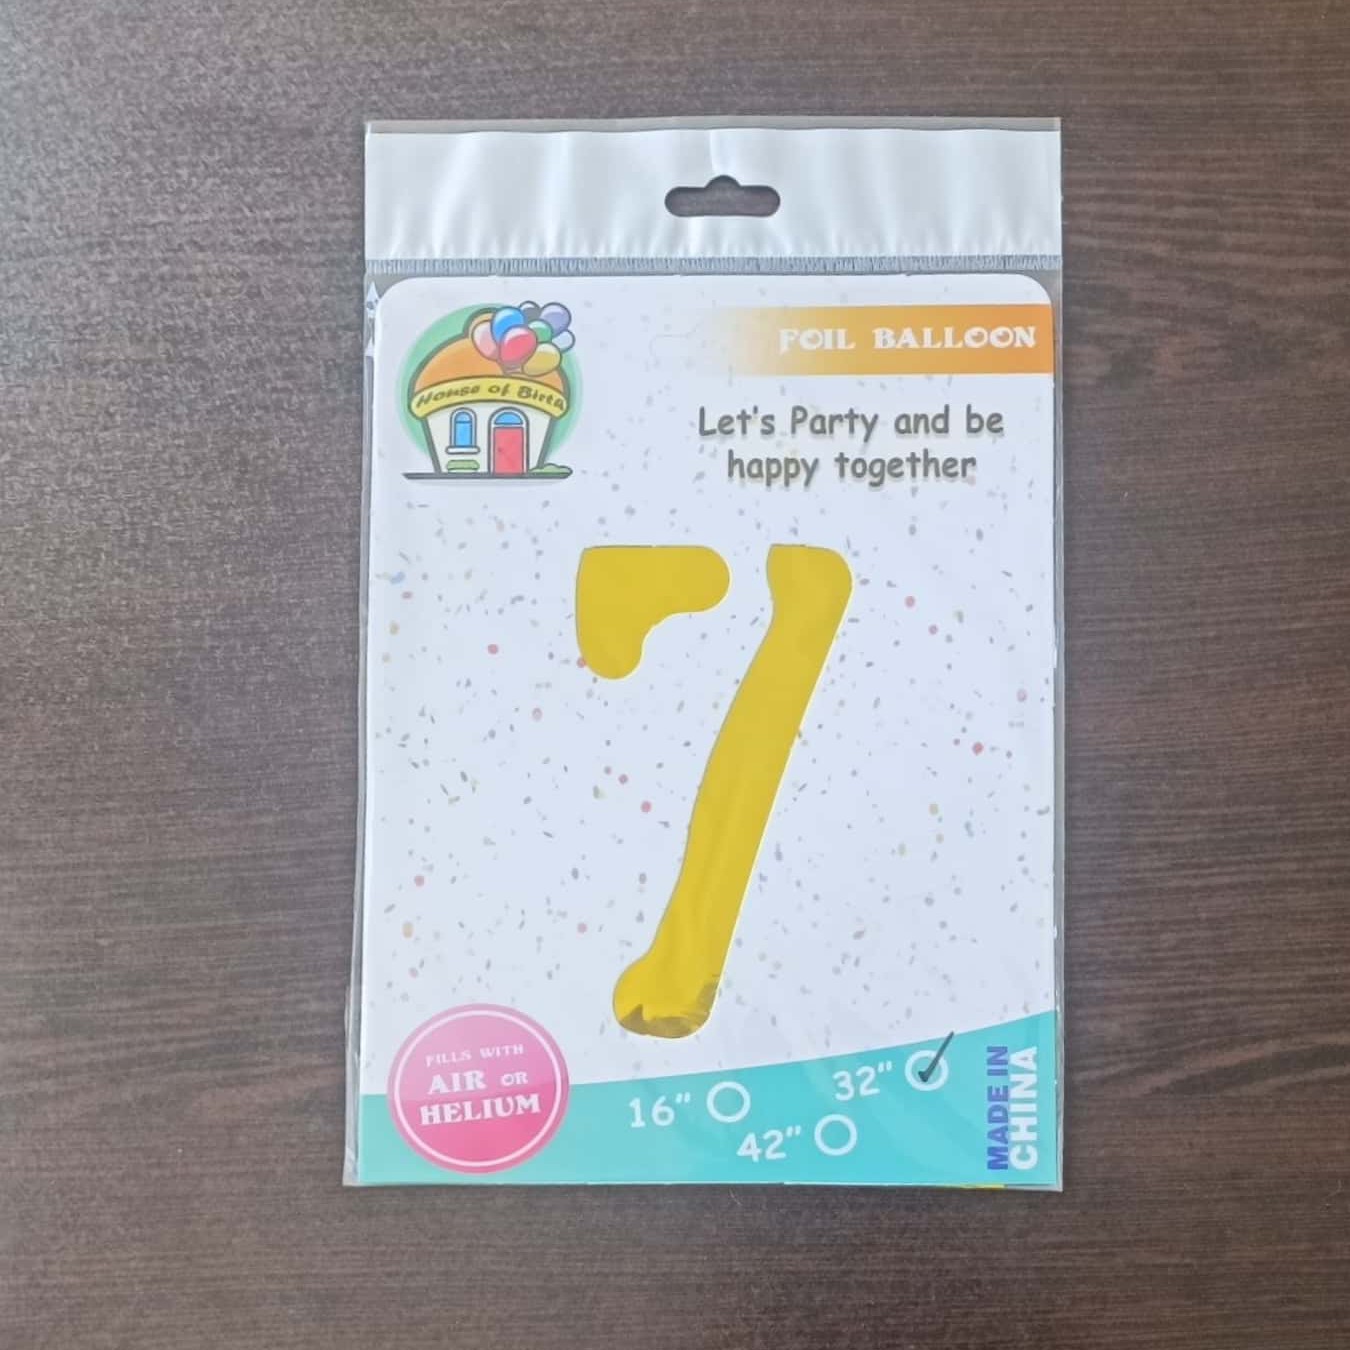 FOIL BALLOON
House of Birth
Let's Party and be
happy together
7
FILLS WITH
AIR OR
HELIUM
16"
32"
42"
MADE IN
CHINA